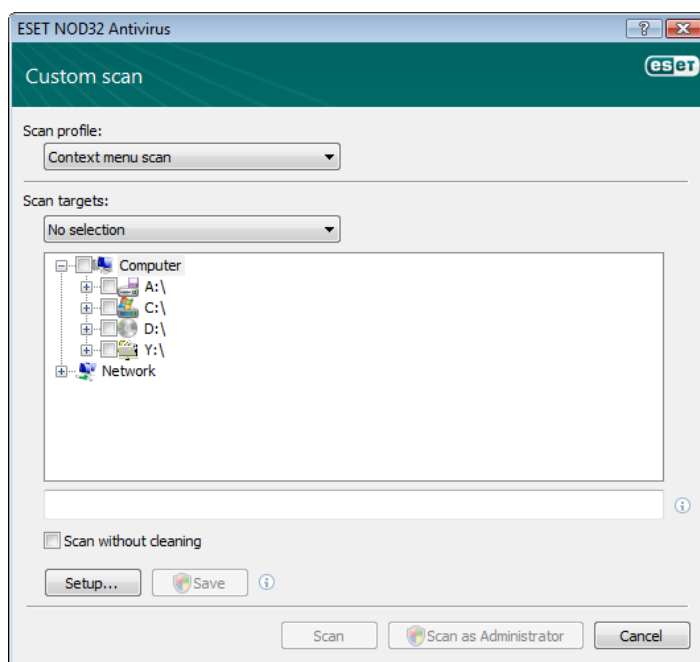 ESET NOD32 Antivirus
Custom scan
eset
Scan profile:
Context menu scan
Scan targets:
No selection
Computer
A:\
C:\
D:\
Y:\
Network
Scan without cleaning
Setup...
Save
Scan
Scan as Administrator
Cancel